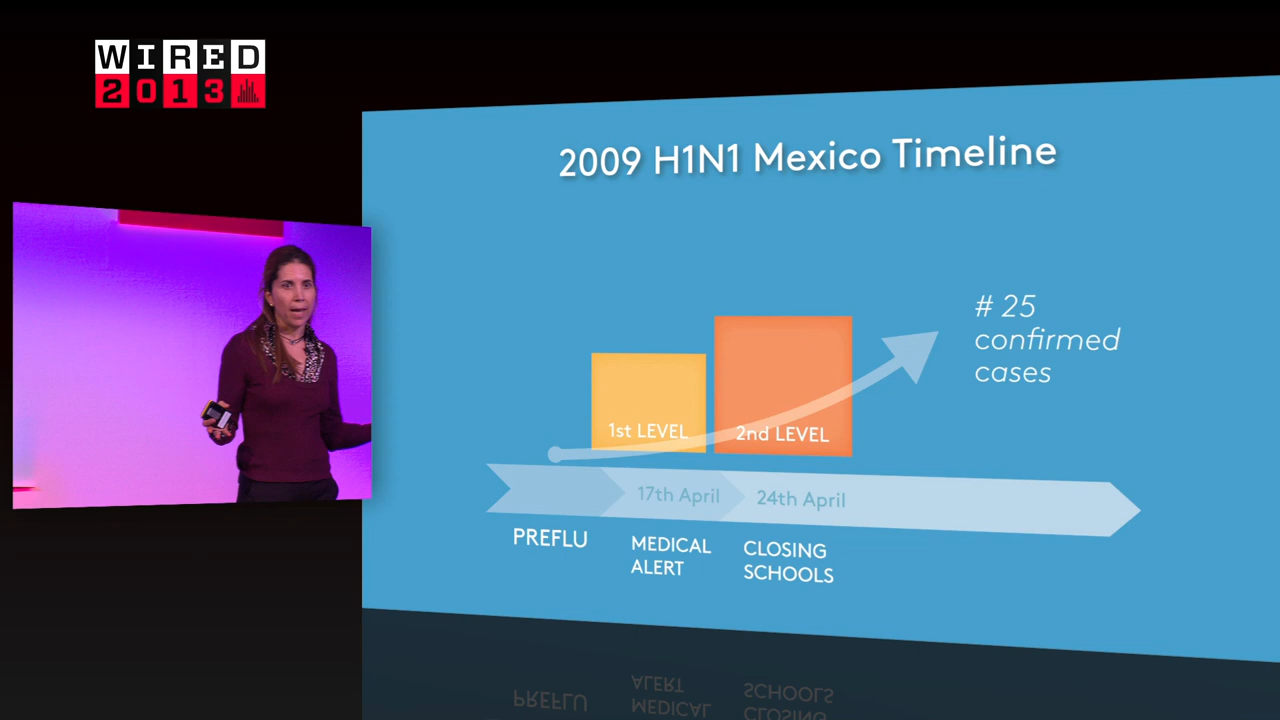 WIRED
2013
2009 H1N1 Mexico Timeline
# 25
confirmed
cases
1st LEVEL
2nd LEVEL
17th April
24th April
PREFLU
MEDICAL
ALERT
CLOSING
SCHOOLS